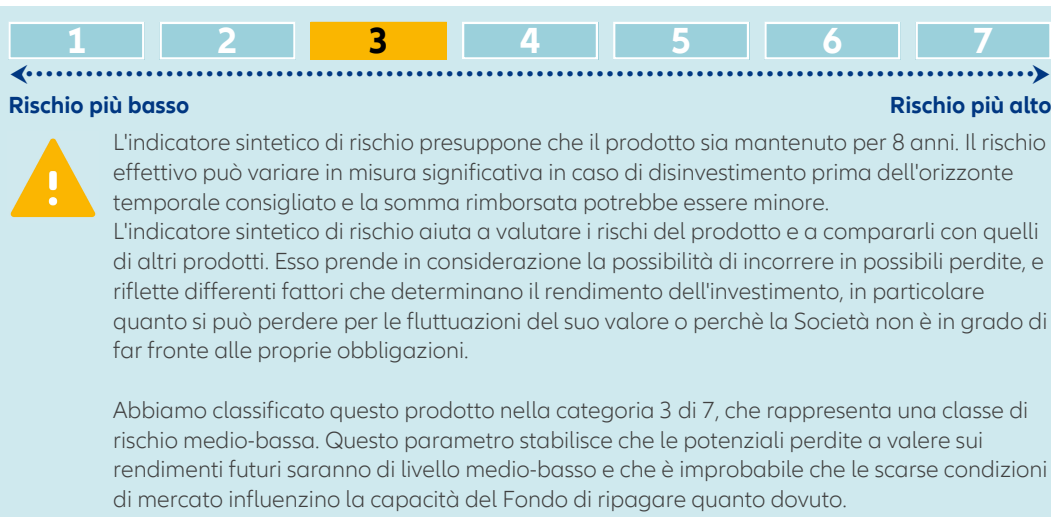 1 2 3 4 5 6 7
Rischio più basso Rischio più alto
L'indicatore sintetico di rischio presuppone che il prodotto sia mantenuto per 8 anni. Il rischio
effettivo può variare in misura significativa in caso di disinvestimento prima dell'orizzonte
temporale consigliato e la somma rimborsata potrebbe essere minore.
L'indicatore sintetico di rischio aiuta a valutare i rischi del prodotto e a compararli con quelli
di altri prodotti. Esso prende in considerazione la possibilità di incorrere in possibili perdite, e
riflette differenti fattori che determinano il rendimento dell'investimento, in particolare
quanto si può perdere per le fluttuazioni del suo valore o perchè la Società non è in grado di
far fronte alle proprie obbligazioni.
Abbiamo classificato questo prodotto nella categoria 3 di 7, che rappresenta una classe di
rischio medio-bassa. Questo parametro stabilisce che le potenziali perdite a valere sui
rendimenti futuri saranno di livello medio-basso e che è improbabile che le scarse condizioni
di mercato influenzino la capacità del Fondo di ripagare quanto dovuto.